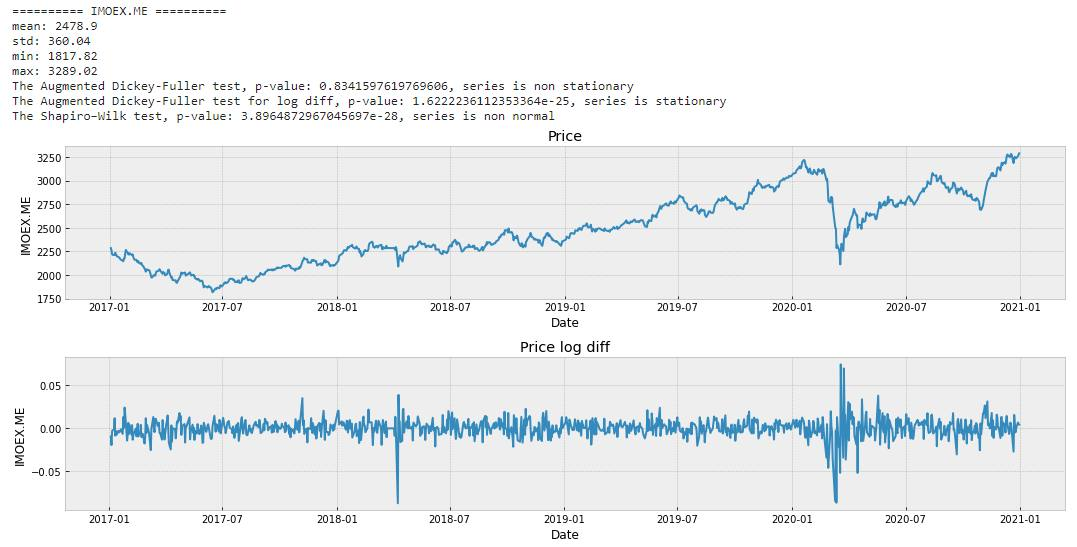 ========== IMOEX.ME ==========
mean: 2478.9
std: 360.04
min: 1817.82
max: 3289.02
The Augmented Dickey-Fuller test, p-value: 0.8341597619769606, series is non stationary
The Augmented Dickey-Fuller test for log diff, p-value: 1.6222236112353364e-25, series is stationary
The Shapiro–Wilk test, p-value: 3.8964872967045697e-28, series is non normal
Price
3250
3000
2750
2500
2250
2000
1750
IMOEX.ME
2017-01 2017-07 2018-01 2018-07 2019-01 2019-07 2020-01 2020-07 2021-01
Date
Price log diff
0.05
0.00
−0.05
IMOEX.ME
2017-01 2017-07 2018-01 2018-07 2019-01 2019-07 2020-01 2020-07 2021-01
Date